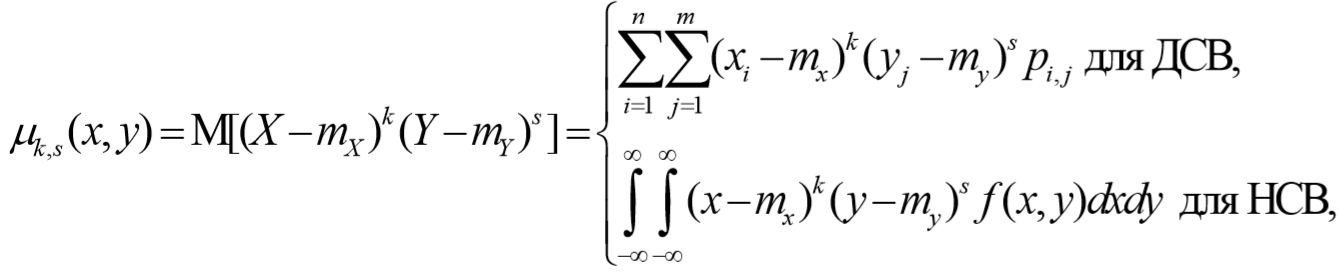 μ_{k,s}(x,y)=M[(X−m_X)^k(Y−m_Y)^s]=
∑_{i=1}^{n}∑_{j=1}^{m}(x_i−m_x)^k(y_j−m_y)^s p_{i,j} для ДСВ,
∫_{−∞}^{∞}∫_{−∞}^{∞}(x−m_x)^k(y−m_y)^s f(x,y)dxdy для НСВ,